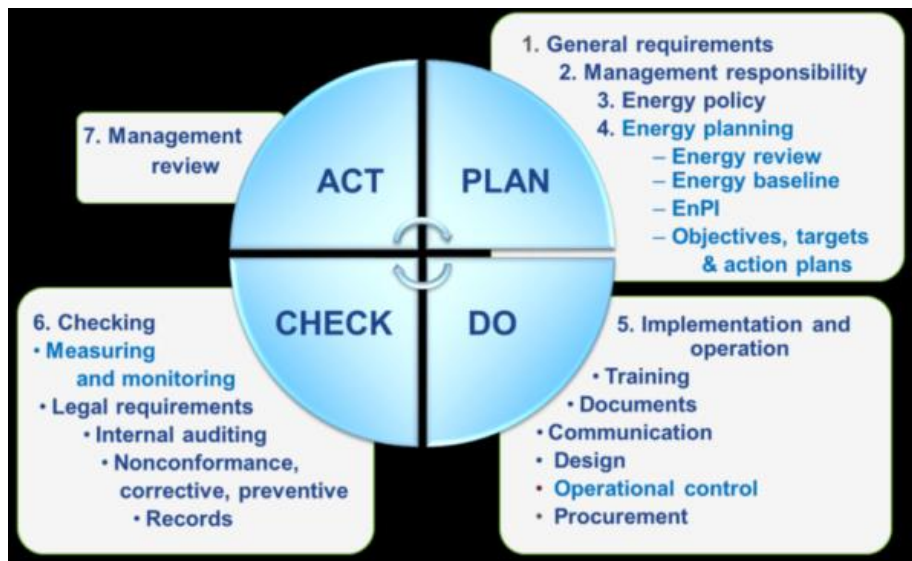 1. General requirements
2. Management responsibility
3. Energy policy
4. Energy planning
– Energy review
– Energy baseline
– EnPI
– Objectives, targets
& action plans
7. Management
review
ACT
PLAN
CHECK
DO
6. Checking
• Measuring
and monitoring
• Legal requirements
• Internal auditing
• Nonconformance,
corrective, preventive
• Records
5. Implementation and
operation
• Training
• Documents
• Communication
• Design
• Operational control
• Procurement